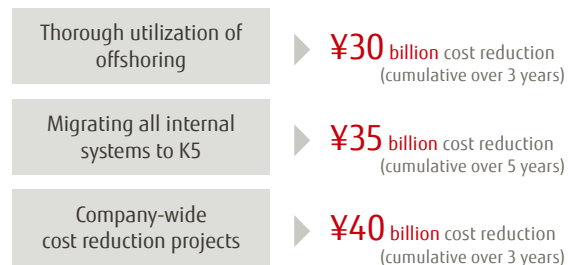 Thorough utilization of
offshoring
¥30 billion cost reduction
(cumulative over 3 years)
Migrating all internal
systems to K5
¥35 billion cost reduction
(cumulative over 5 years)
Company-wide
cost reduction projects
¥40 billion cost reduction
(cumulative over 3 years)